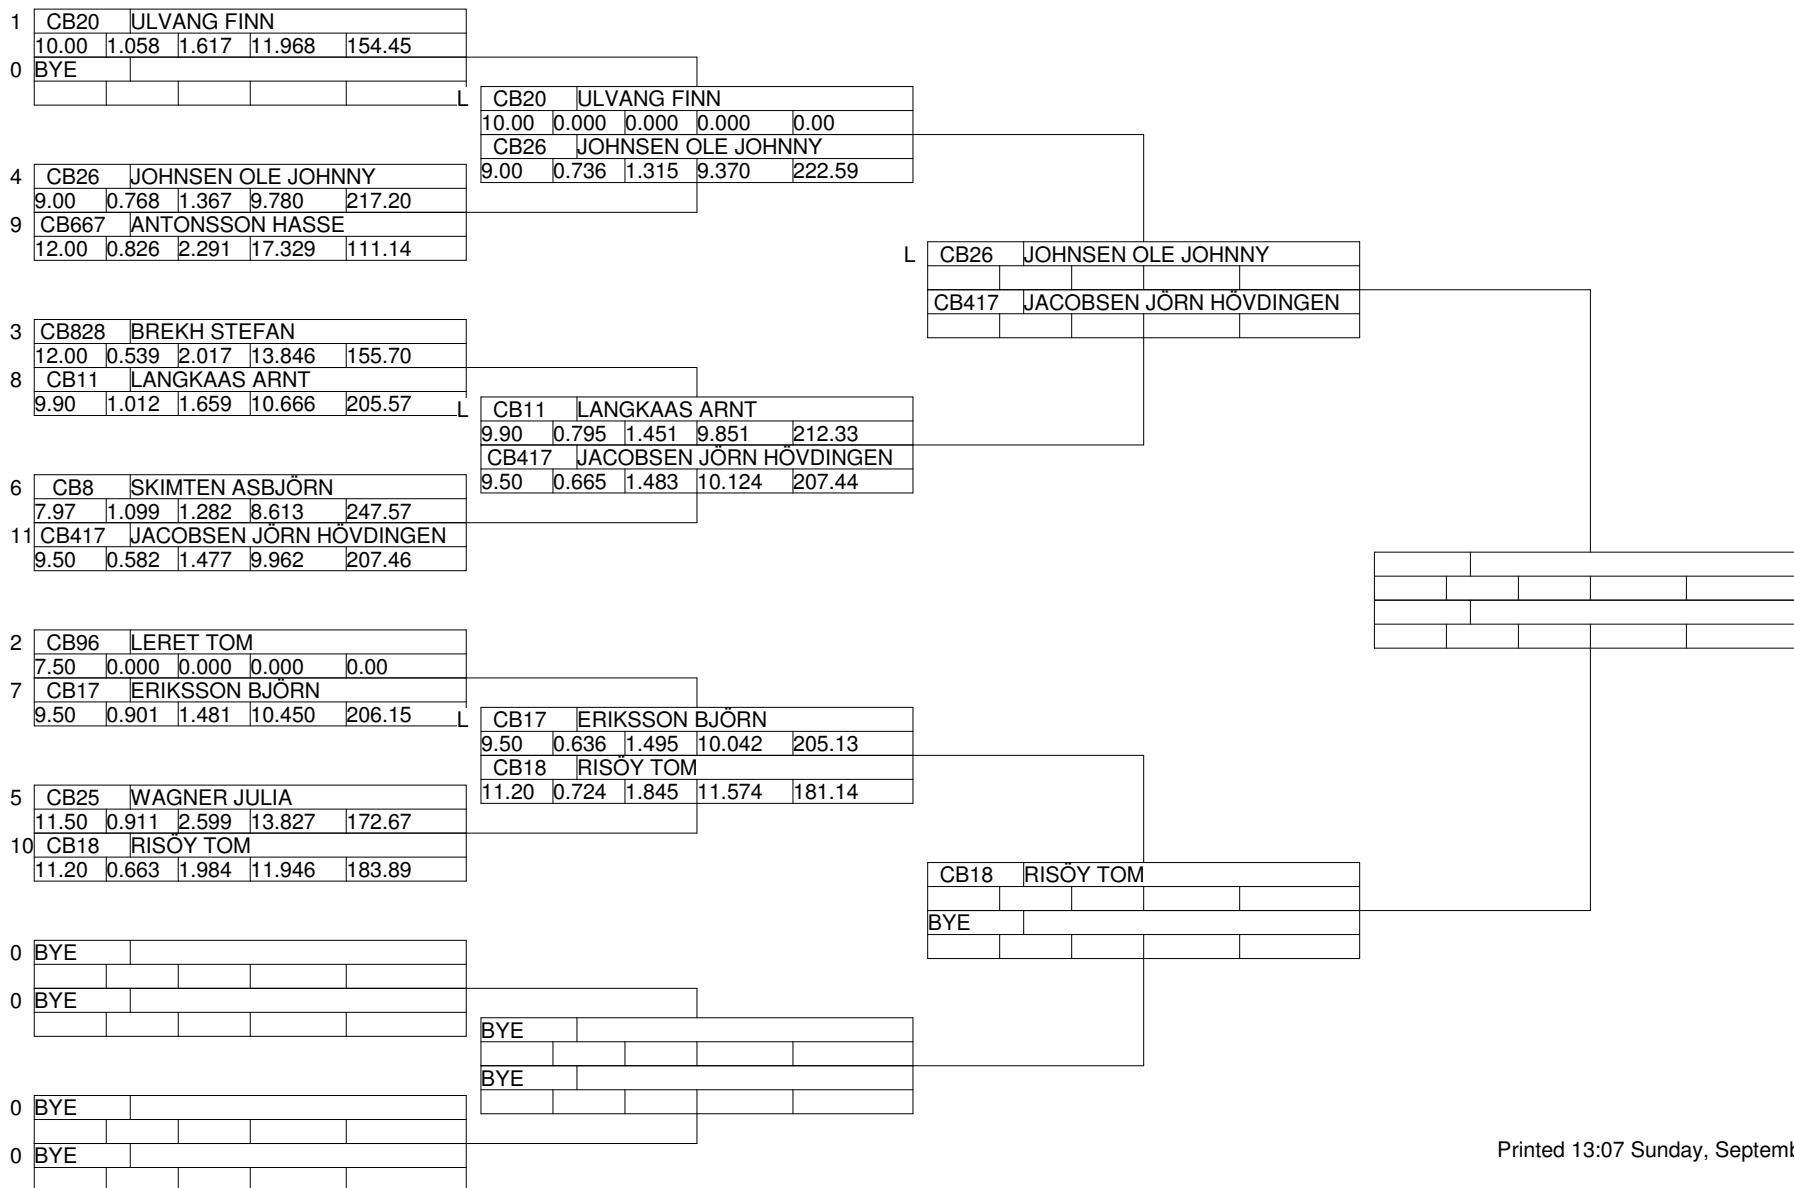 1 CB20 ULVANG FINN
10.00 1.058 1.617 11.968 154.45
0 BYE
L CB20 ULVANG FINN
10.00 0.000 0.000 0.000 0.00
CB26 JOHNSEN OLE JOHNNY
9.00 0.736 1.315 9.370 222.59
4 CB26 JOHNSEN OLE JOHNNY
9.00 0.768 1.367 9.780 217.20
9 CB667 ANTONSSON HASSE
12.00 0.826 2.291 17.329 111.14
L CB26 JOHNSEN OLE JOHNNY
CB417 JACOBSEN JÖRN HÖVDINGEN
3 CB828 BREKH STEFAN
12.00 0.539 2.017 13.846 155.70
8 CB11 LANGKAAS ARNT
9.90 1.012 1.659 10.666 205.57
L CB11 LANGKAAS ARNT
9.90 0.795 1.451 9.851 212.33
CB417 JACOBSEN JÖRN HÖVDINGEN
9.50 0.665 1.483 10.124 207.44
6 CB8 SKIMTEN ASBJÖRN
7.97 1.099 1.282 8.613 247.57
11 CB417 JACOBSEN JÖRN HÖVDINGEN
9.50 0.582 1.477 9.962 207.46
2 CB96 LERET TOM
7.50 0.000 0.000 0.000 0.00
7 CB17 ERIKSSON BJÖRN
9.50 0.901 1.481 10.450 206.15
L CB17 ERIKSSON BJÖRN
9.50 0.636 1.495 10.042 205.13
CB18 RISÖY TOM
11.20 0.724 1.845 11.574 181.14
5 CB25 WAGNER JULIA
11.50 0.911 2.599 13.827 172.67
10 CB18 RISÖY TOM
11.20 0.663 1.984 11.946 183.89
CB18 RISÖY TOM
BYE
0 BYE
0 BYE
BYE
BYE
0 BYE
0 BYE
Printed 13:07 Sunday,